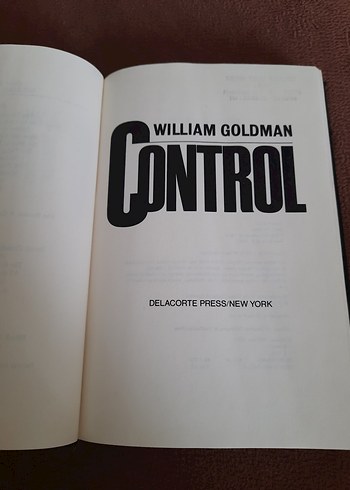 WILLIAM GOLDMAN
CONTROL
DELACORTE PRESS/NEW YORK